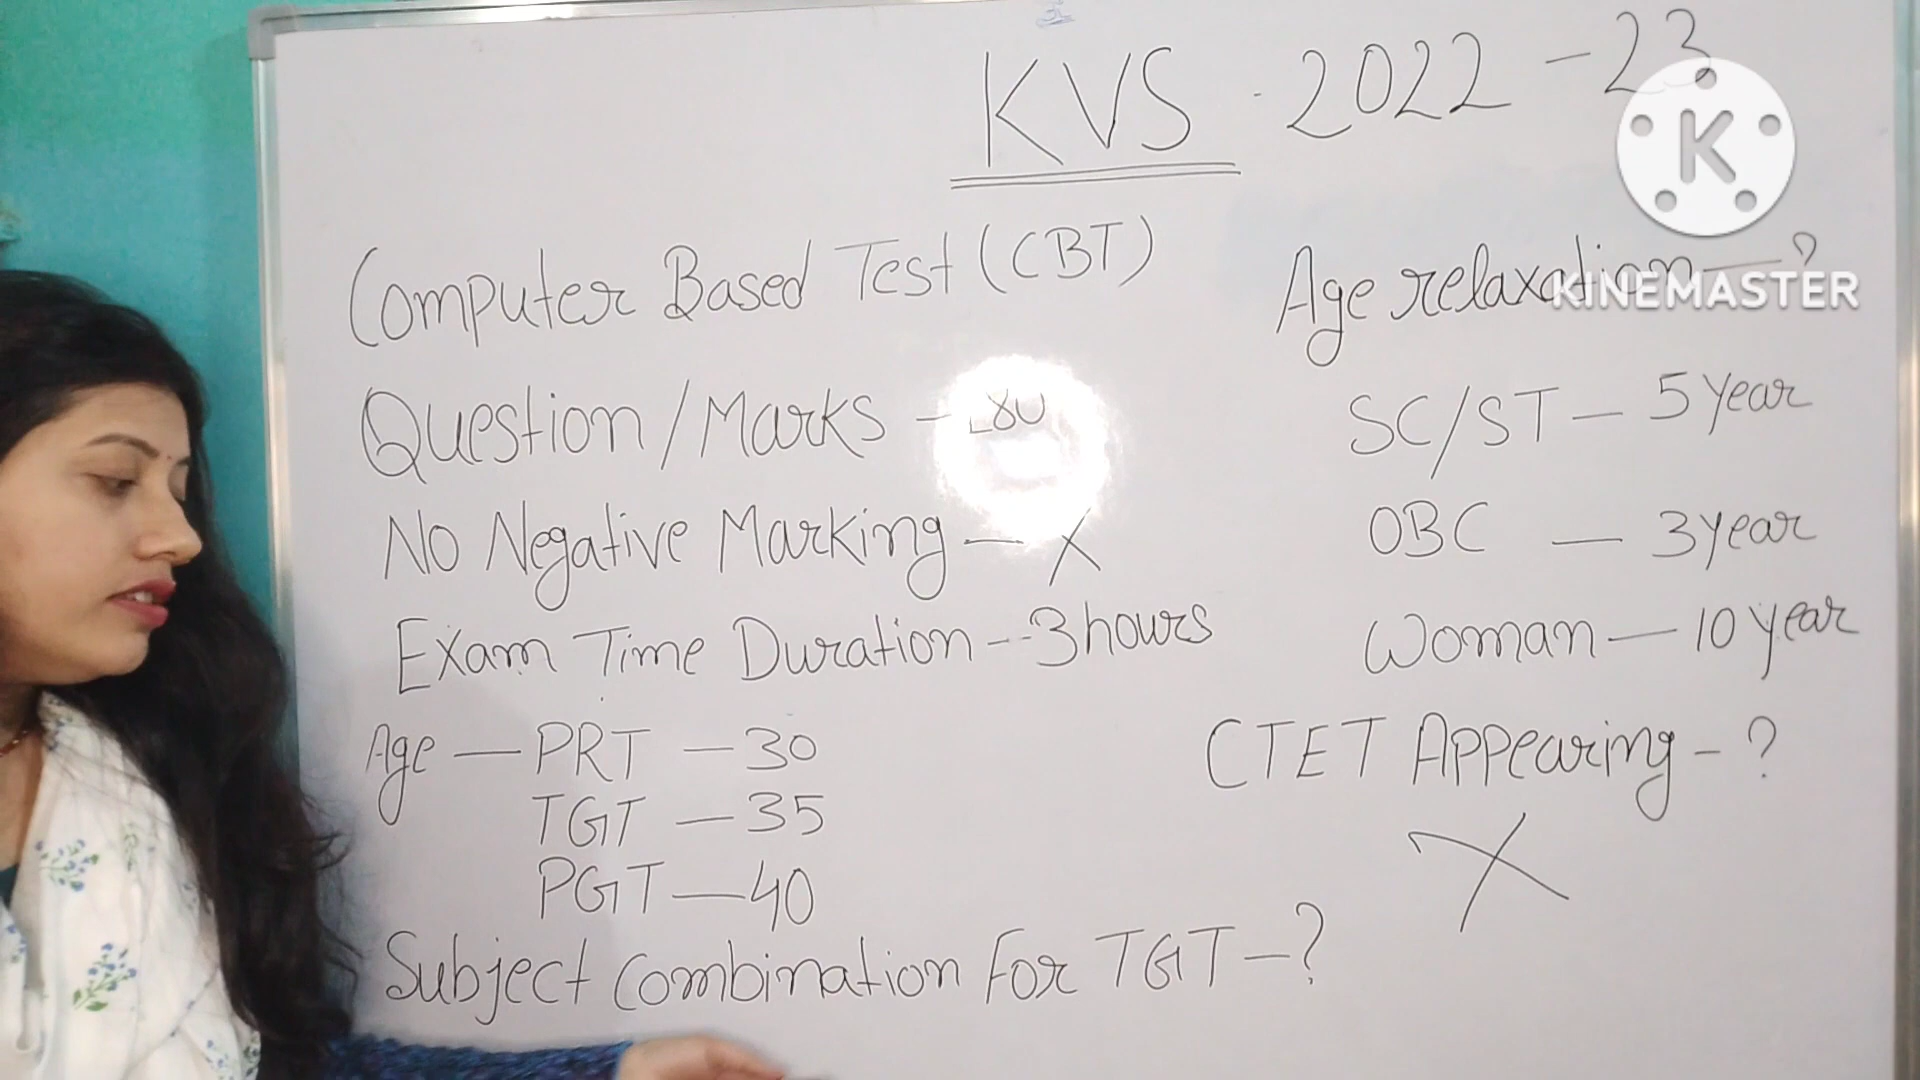 KVS - 2022 - 23
Computer Based Test (CBT)
Question / Marks - 180
No Negative Marking - X
Exam Time Duration - 3 hours
Age - PRT - 30
TGT - 35
PGT - 40
Subject Combination For TGT - ?
Age relaxation - ?
SC/ST - 5 year
OBC - 3 year
Woman - 10 year
CTET Appearing - ?
X
K
KINEMASTER